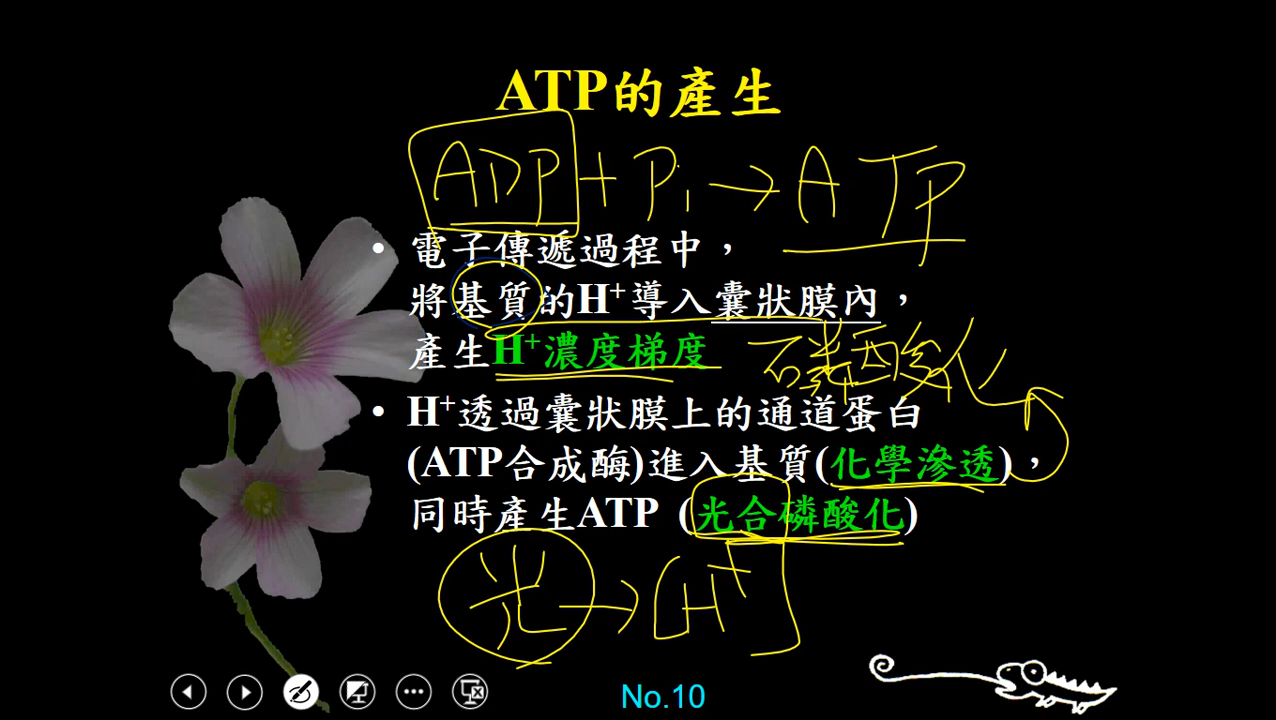 ATP的產生
ADP + Pi → ATP
• 電子傳遞過程中，
將基質的H⁺導入囊狀膜內，
產生H⁺濃度梯度
磷酸化
• H⁺透過囊狀膜上的通道蛋白
(ATP合成酶)進入基質(化學滲透)，
同時產生ATP (光合磷酸化)
光 → [H⁺]
No.10